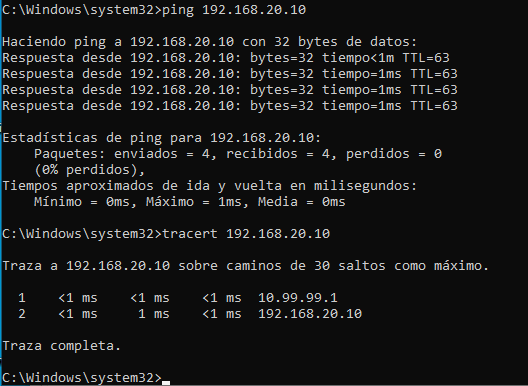 C:\Windows\system32>ping 192.168.20.10
Haciendo ping a 192.168.20.10 con 32 bytes de datos:
Respuesta desde 192.168.20.10: bytes=32 tiempo<1m TTL=63
Respuesta desde 192.168.20.10: bytes=32 tiempo=1ms TTL=63
Respuesta desde 192.168.20.10: bytes=32 tiempo=1ms TTL=63
Respuesta desde 192.168.20.10: bytes=32 tiempo=1ms TTL=63
Estadísticas de ping para 192.168.20.10:
    Paquetes: enviados = 4, recibidos = 4, perdidos = 0
    (0% perdidos),
Tiempos aproximados de ida y vuelta en milisegundos:
    Mínimo = 0ms, Máximo = 1ms, Media = 0ms
C:\Windows\system32>tracert 192.168.20.10
Traza a 192.168.20.10 sobre caminos de 30 saltos como máximo.
  1    <1 ms    <1 ms    <1 ms  10.99.99.1
  2    <1 ms     1 ms    <1 ms  192.168.20.10
Traza completa.
C:\Windows\system32>